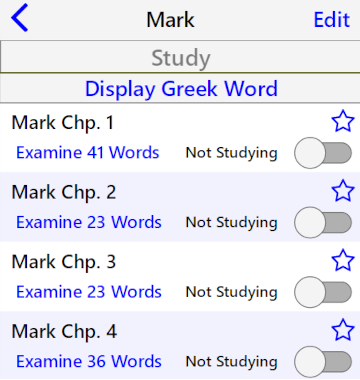 Mark Edit
Study
Display Greek Word
Mark Chp. 1
Examine 41 Words Not Studying
Mark Chp. 2
Examine 23 Words Not Studying
Mark Chp. 3
Examine 23 Words Not Studying
Mark Chp. 4
Examine 36 Words Not Studying